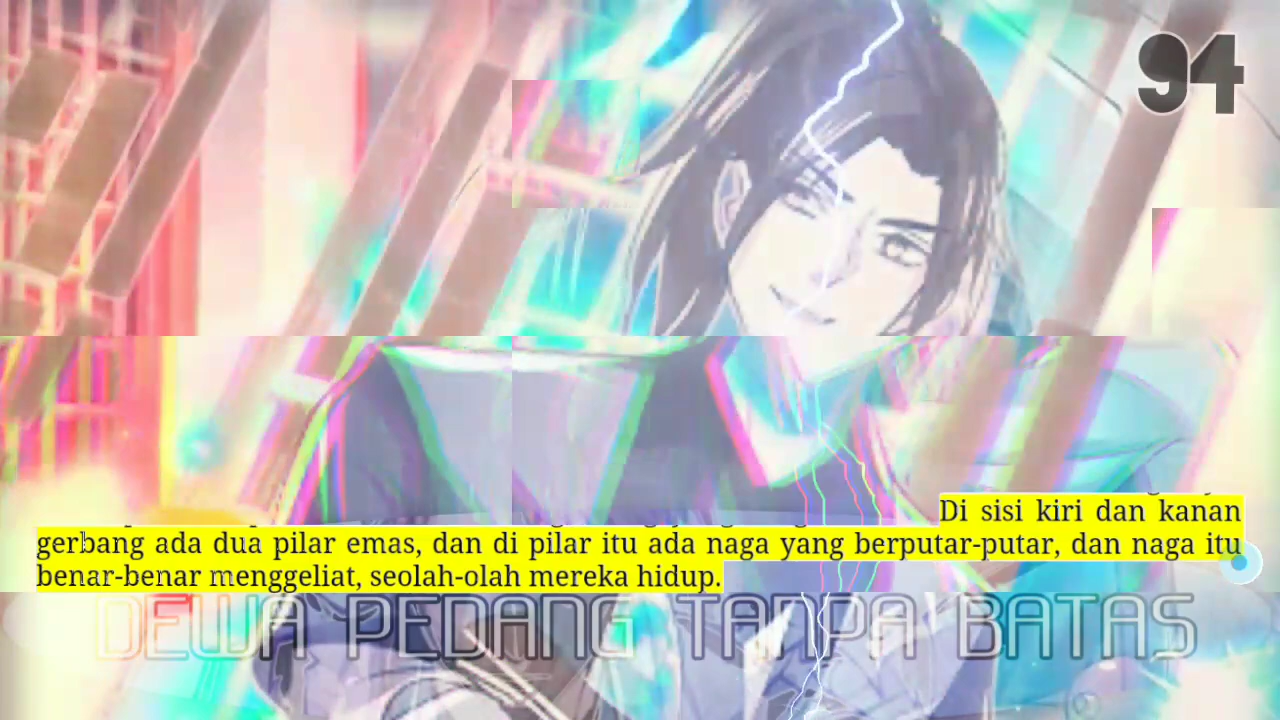 94
Di sisi kiri dan kanan
gerbang ada dua pilar emas, dan di pilar itu ada naga yang berputar-putar, dan naga itu
benar-benar menggeliat, seolah-olah mereka hidup.
DEWA PEDANG TANPA BATAS